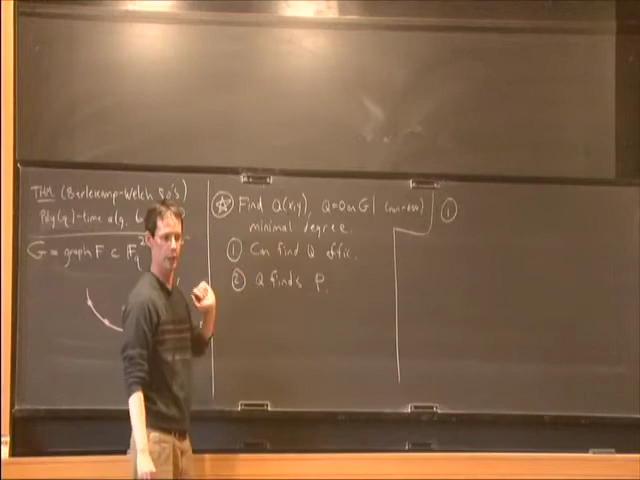 THM (Berlekamp-Welch 80's)
Poly(q)-time alg.
G = graph F ⊂ F_q^2
☆ Find Q(x,y), Q=0 on G | (non-zero)
minimal degree.
① Can find Q effic.
② Q finds P.
①